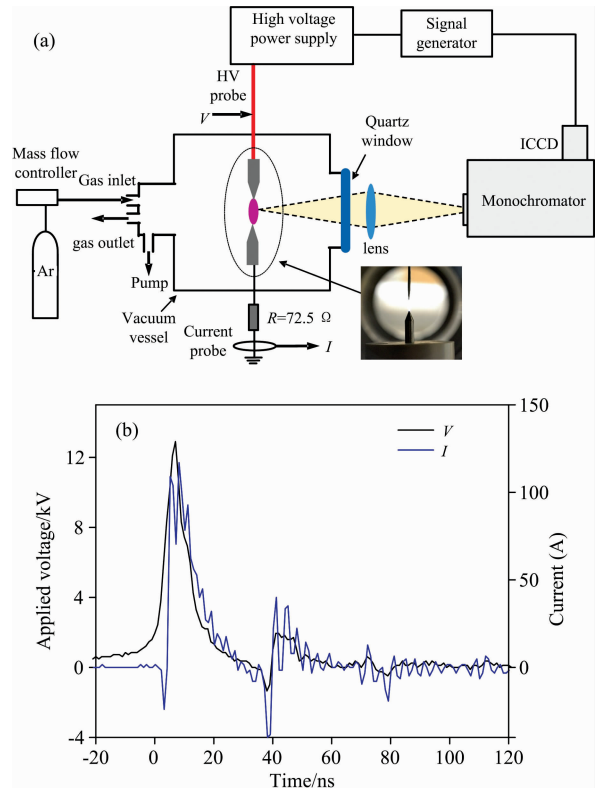 (a)
High voltage
power supply
Signal
generator
HV
probe
V
Quartz
window
ICCD
Mass flow
controller
Gas inlet
gas outlet
Monochromator
lens
Ar
Pump
Vacuum
vessel
R=72.5 Ω
Current
probe
I
(b)
V
I
Applied voltage/kV
12
8
4
0
-4
Current (A)
150
100
50
0
-20 0 20 40 60 80 100 120
Time/ns